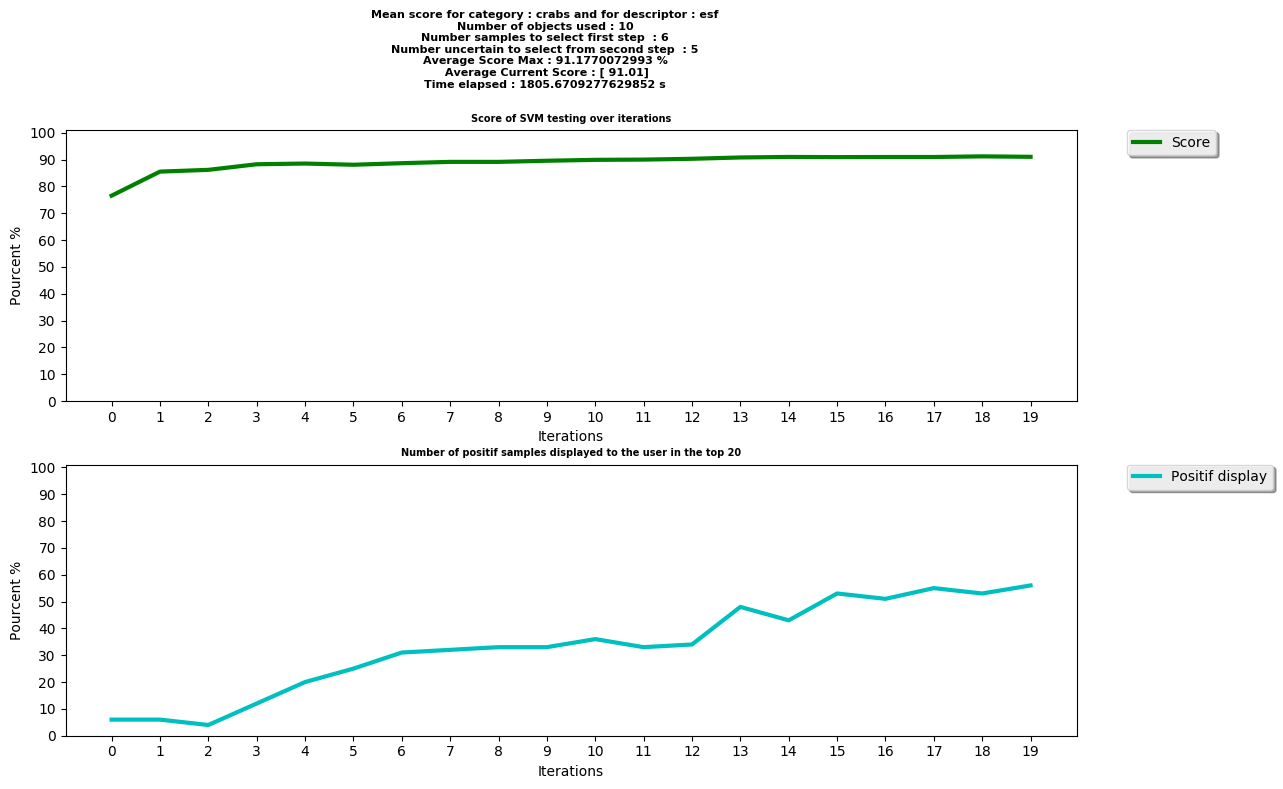 Mean score for category : crabs and for descriptor : esf
Number of objects used : 10
Number samples to select first step  : 6
Number uncertain to select from second step  : 5
Average Score Max : 91.1770072993 %
Average Current Score : [ 91.01]
Time elapsed : 1805.6709277629852 s
Score of SVM testing over iterations
100
90
80
70
60
50
40
30
20
10
0
Pourcent %
0 1 2 3 4 5 6 7 8 9 10 11 12 13 14 15 16 17 18 19
Iterations
Score
Number of positif samples displayed to the user in the top 20
100
90
80
70
60
50
40
30
20
10
0
Pourcent %
0 1 2 3 4 5 6 7 8 9 10 11 12 13 14 15 16 17 18 19
Iterations
Positif display